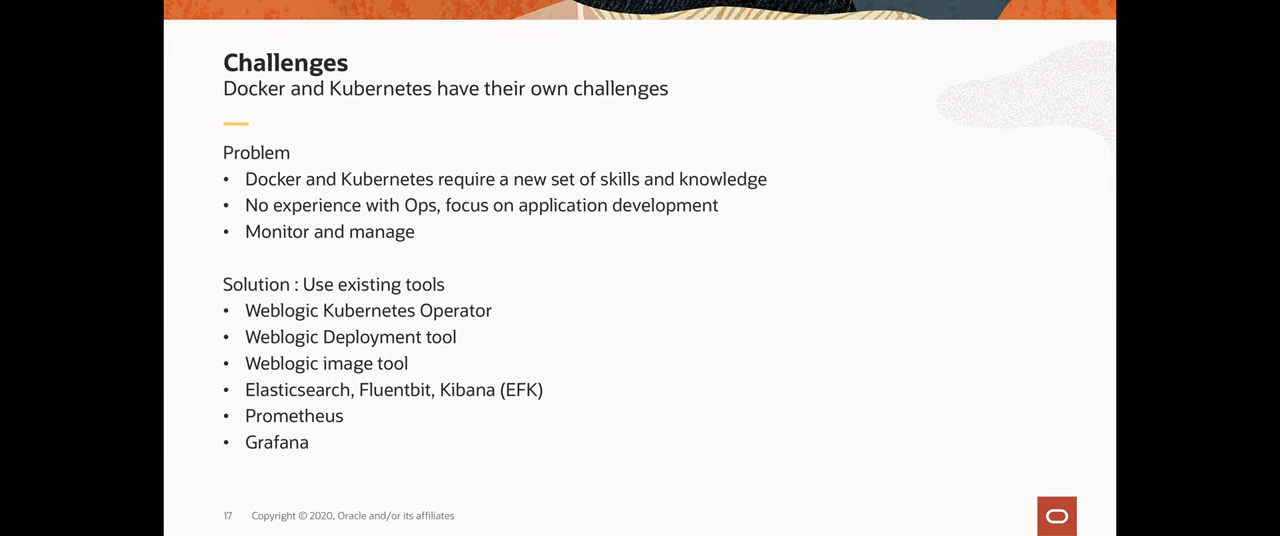 Challenges
Docker and Kubernetes have their own challenges
Problem
• Docker and Kubernetes require a new set of skills and knowledge
• No experience with Ops, focus on application development
• Monitor and manage
Solution : Use existing tools
• Weblogic Kubernetes Operator
• Weblogic Deployment tool
• Weblogic image tool
• Elasticsearch, Fluentbit, Kibana (EFK)
• Prometheus
• Grafana
17 Copyright © 2020, Oracle and/or its affiliates